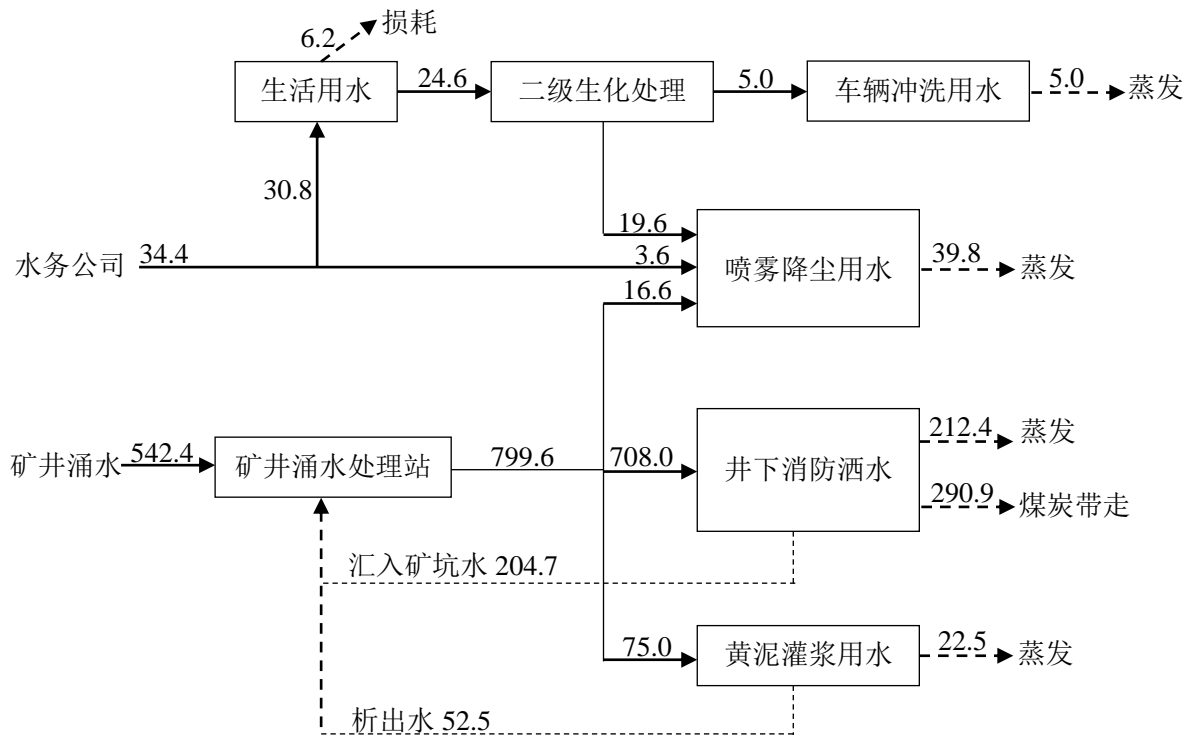 6.2 损耗
生活用水 24.6 二级生化处理 5.0 车辆冲洗用水 5.0 蒸发
30.8
19.6
水务公司 34.4 3.6 喷雾降尘用水 39.8 蒸发
16.6
212.4 蒸发
矿井涌水 542.4 矿井涌水处理站 799.6 708.0 井下消防洒水
290.9 煤炭带走
汇入矿坑水 204.7
75.0 黄泥灌浆用水 22.5 蒸发
析出水 52.5